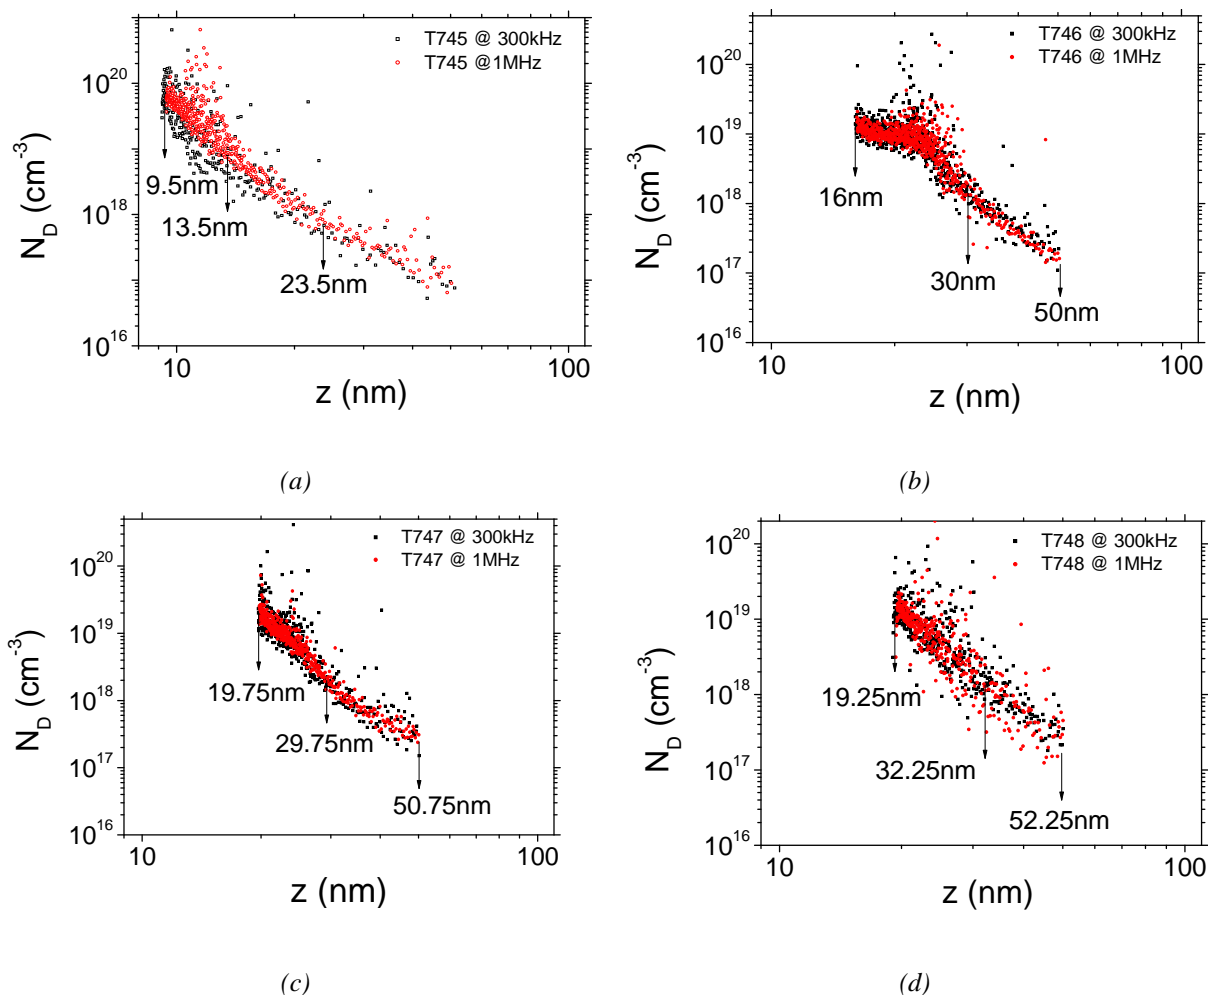 T745 @ 300kHz
T745 @1MHz
10^20
10^18
10^16
N_D (cm^-3)
9.5nm
13.5nm
23.5nm
10
100
z (nm)
(a)
T746 @ 300kHz
T746 @ 1MHz
10^20
10^19
10^18
10^17
10^16
N_D (cm^-3)
16nm
30nm
50nm
10
100
z (nm)
(b)
T747 @ 300kHz
T747 @ 1MHz
10^20
10^19
10^18
10^17
10^16
N_D (cm^-3)
19.75nm
29.75nm
50.75nm
10
100
z (nm)
(c)
T748 @ 300kHz
T748 @ 1MHz
10^20
10^19
10^18
10^17
10^16
N_D (cm^-3)
19.25nm
32.25nm
52.25nm
10
100
z (nm)
(d)